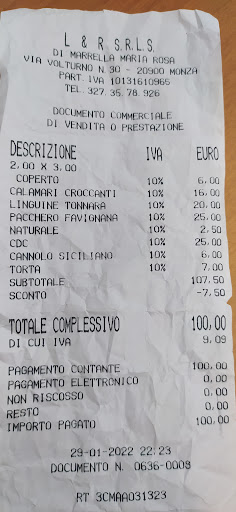 L & R S.R.L.S.
DI MARRELLA MARIA ROSA
VIA VOLTURNO N 30 - 20900 MONZA
PART. IVA 10131610965
TEL. 327.35.78.926
DOCUMENTO COMMERCIALE
DI VENDITA O PRESTAZIONE
DESCRIZIONE IVA EURO
2,00 X 3,00
COPERTO 10% 6,00
CALAMARI CROCCANTI 10% 16,00
LINGUINE TONNARA 10% 20,00
PACCHERO FAVIGNANA 10% 25,00
NATURALE 10% 2,50
CDC 10% 25,00
CANNOLO SICILIANO 10% 6,00
TORTA 10% 7,00
SUBTOTALE 107,50
SCONTO -7,50
TOTALE COMPLESSIVO 100,00
DI CUI IVA 9,09
PAGAMENTO CONTANTE 100,00
PAGAMENTO ELETTRONICO 0,00
NON RISCOSSO 0,00
RESTO 0,00
IMPORTO PAGATO 100,00
29-01-2022 22:23
DOCUMENTO N. 0636-0009
RT 3CMAA031323